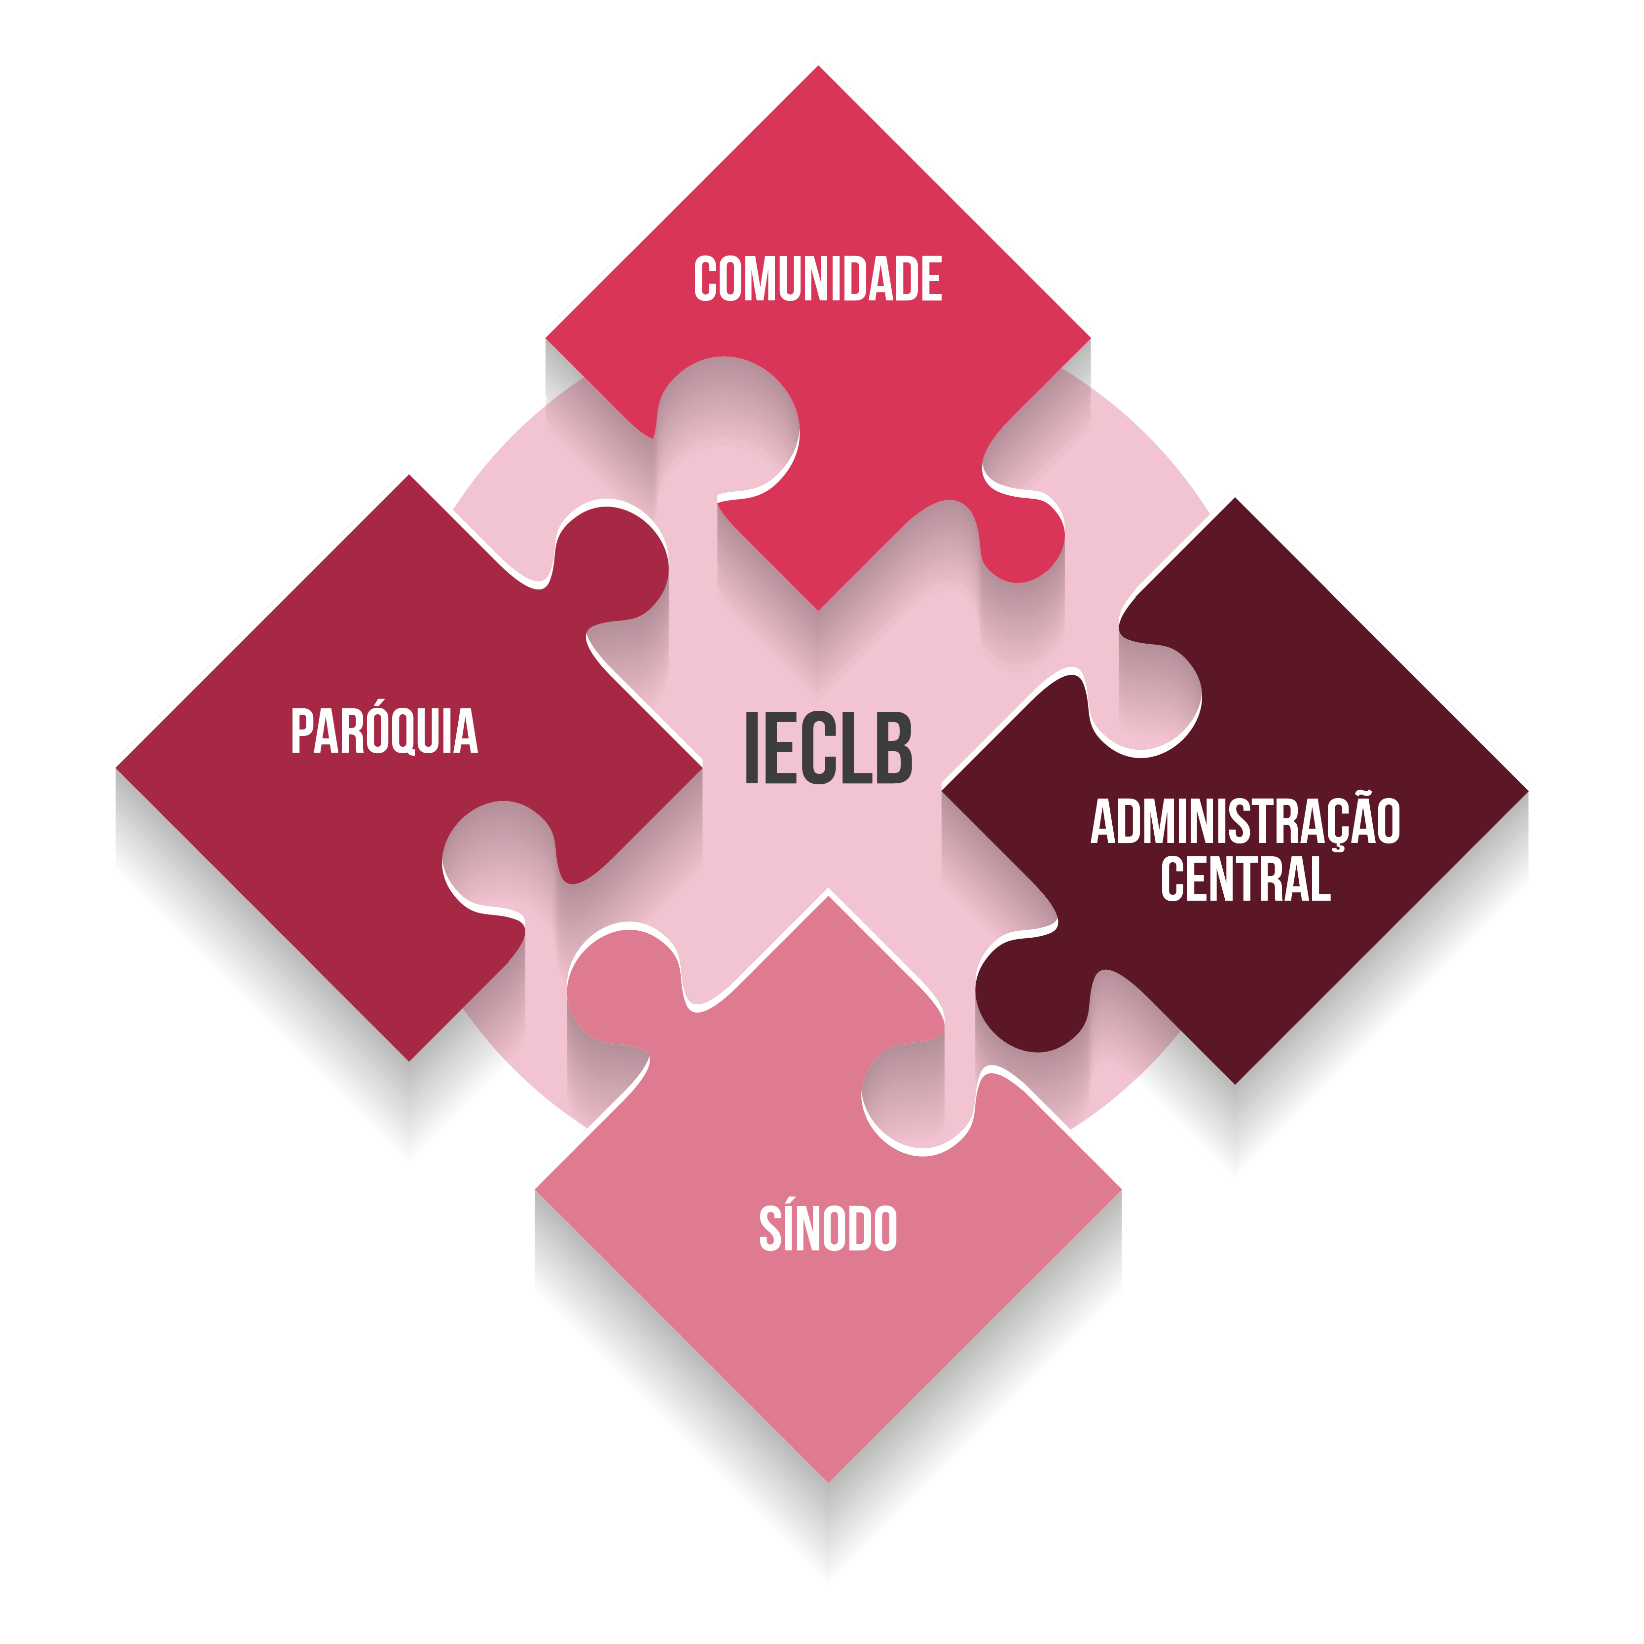 COMUNIDADE
PARÓQUIA
IECLB
ADMINISTRAÇÃO
CENTRAL
SÍNODO